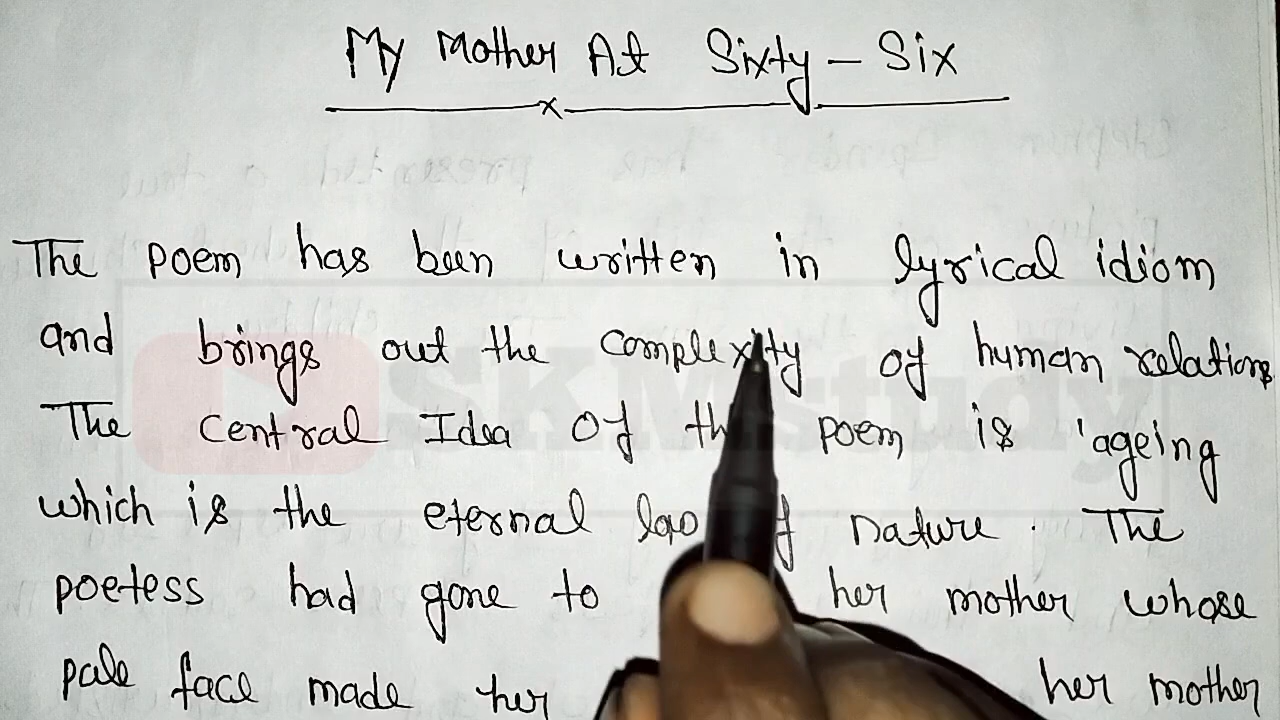 My Mother At Sixty - Six
The poem has been written in lyrical idiom
and brings out the complexity of human relations
The central Idea of poem is 'ageing
which is the eternal of nature. The
poetess had gone to her mother whose
pale face made her her mother
SKMstudy